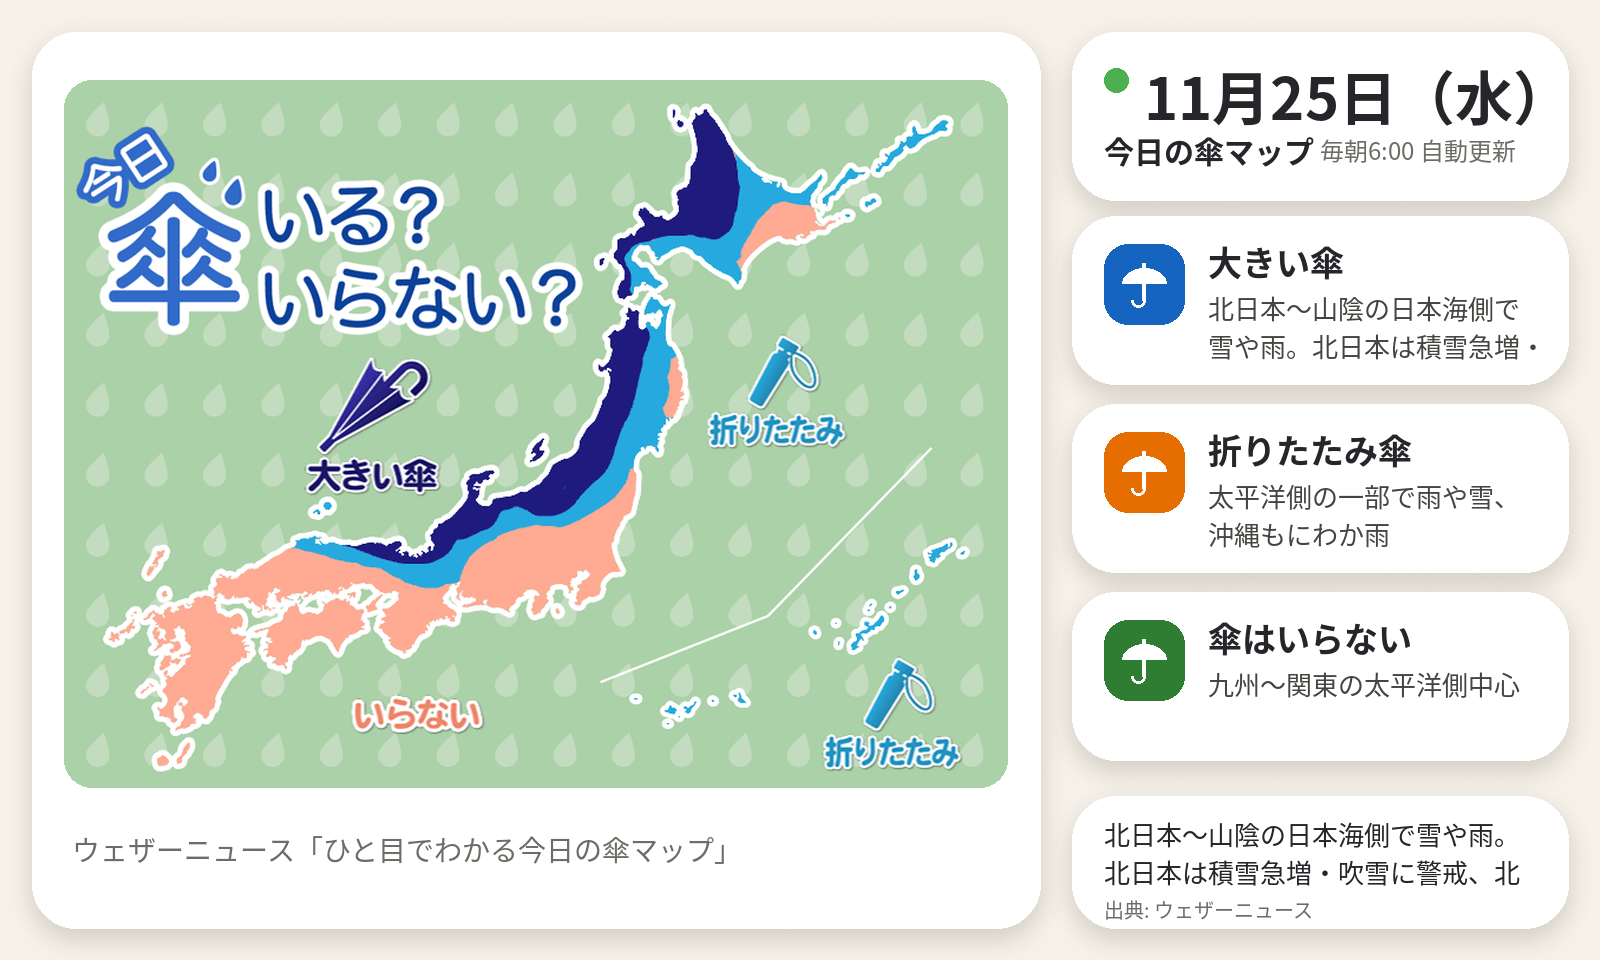 今日
傘 いる?
いらない?
大きい傘
折りたたみ
いらない
折りたたみ
ウェザーニュース「ひと目でわかる今日の傘マップ」
11月25日（水）
今日の傘マップ 毎朝6:00 自動更新
大きい傘
北日本〜山陰の日本海側で
雪や雨。北日本は積雪急増・
折りたたみ傘
太平洋側の一部で雨や雪、
沖縄もにわか雨
傘はいらない
九州〜関東の太平洋側中心
北日本〜山陰の日本海側で雪や雨。
北日本は積雪急増・吹雪に警戒、北
出典: ウェザーニュース